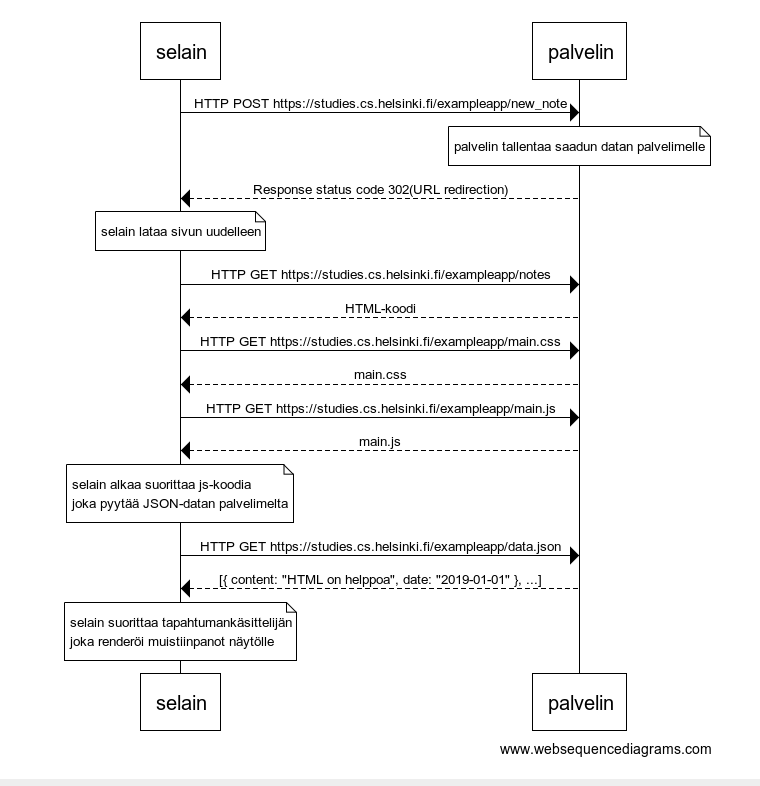 selain palvelin
HTTP POST https://studies.cs.helsinki.fi/exampleapp/new_note
palvelin tallentaa saadun datan palvelimelle
Response status code 302(URL redirection)
selain lataa sivun uudelleen
HTTP GET https://studies.cs.helsinki.fi/exampleapp/notes
HTML-koodi
HTTP GET https://studies.cs.helsinki.fi/exampleapp/main.css
main.css
HTTP GET https://studies.cs.helsinki.fi/exampleapp/main.js
main.js
selain alkaa suorittaa js-koodia
joka pyytää JSON-datan palvelimelta
HTTP GET https://studies.cs.helsinki.fi/exampleapp/data.json
[{ content: "HTML on helppoa", date: "2019-01-01" }, ...]
selain suorittaa tapahtumankäsittelijän
joka renderöi muistiinpanot näytölle
selain palvelin
www.websequencediagrams.com